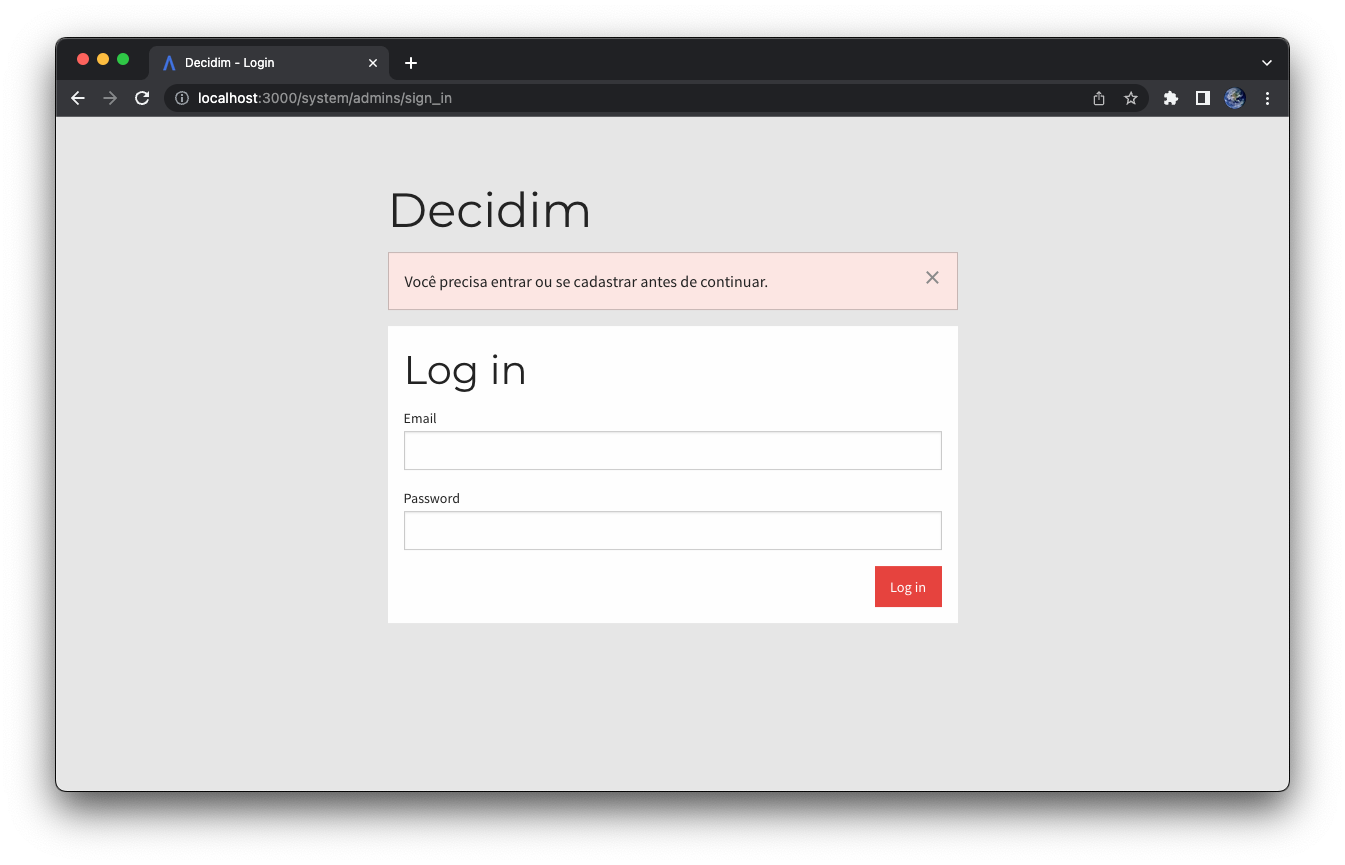 Decidim - Login
localhost:3000/system/admins/sign_in
Decidim
Você precisa entrar ou se cadastrar antes de continuar.
Log in
Email
Password
Log in